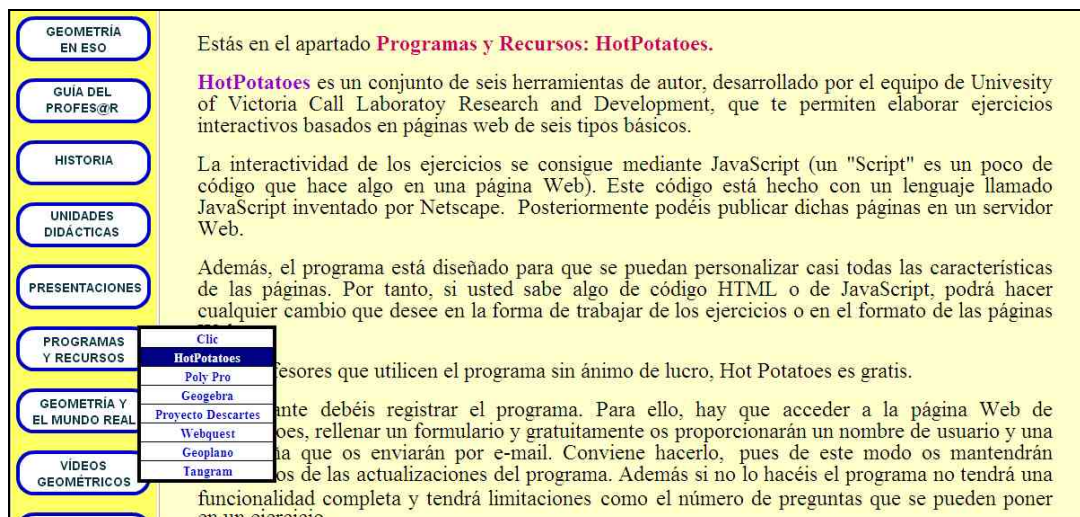 GEOMETRÍA
EN ESO
GUÍA DEL
PROFES@R
HISTORIA
UNIDADES
DIDÁCTICAS
PRESENTACIONES
PROGRAMAS
Y RECURSOS
GEOMETRÍA Y
EL MUNDO REAL
VÍDEOS
GEOMÉTRICOS
Clic
HotPotatoes
Poly Pro
Geogebra
Proyecto Descartes
Webquest
Geoplano
Tangram
Estás en el apartado Programas y Recursos: HotPotatoes.
HotPotatoes es un conjunto de seis herramientas de autor, desarrollado por el equipo de Univesity
of Victoria Call Laboratoy Research and Development, que te permiten elaborar ejercicios
interactivos basados en páginas web de seis tipos básicos.
La interactividad de los ejercicios se consigue mediante JavaScript (un "Script" es un poco de
código que hace algo en una página Web). Este código está hecho con un lenguaje llamado
JavaScript inventado por Netscape. Posteriormente podéis publicar dichas páginas en un servidor
Web.
Además, el programa está diseñado para que se puedan personalizar casi todas las características
de las páginas. Por tanto, si usted sabe algo de código HTML o de JavaScript, podrá hacer
cualquier cambio que desee en la forma de trabajar de los ejercicios o en el formato de las páginas
fesores que utilicen el programa sin ánimo de lucro, Hot Potatoes es gratis.
ante debéis registrar el programa. Para ello, hay que acceder a la página Web de
oes, rellenar un formulario y gratuitamente os proporcionarán un nombre de usuario y una
ña que os enviarán por e-mail. Conviene hacerlo, pues de este modo os mantendrán
os de las actualizaciones del programa. Además si no lo hacéis el programa no tendrá una
funcionalidad completa y tendrá limitaciones como el número de preguntas que se pueden poner
en un ejercicio